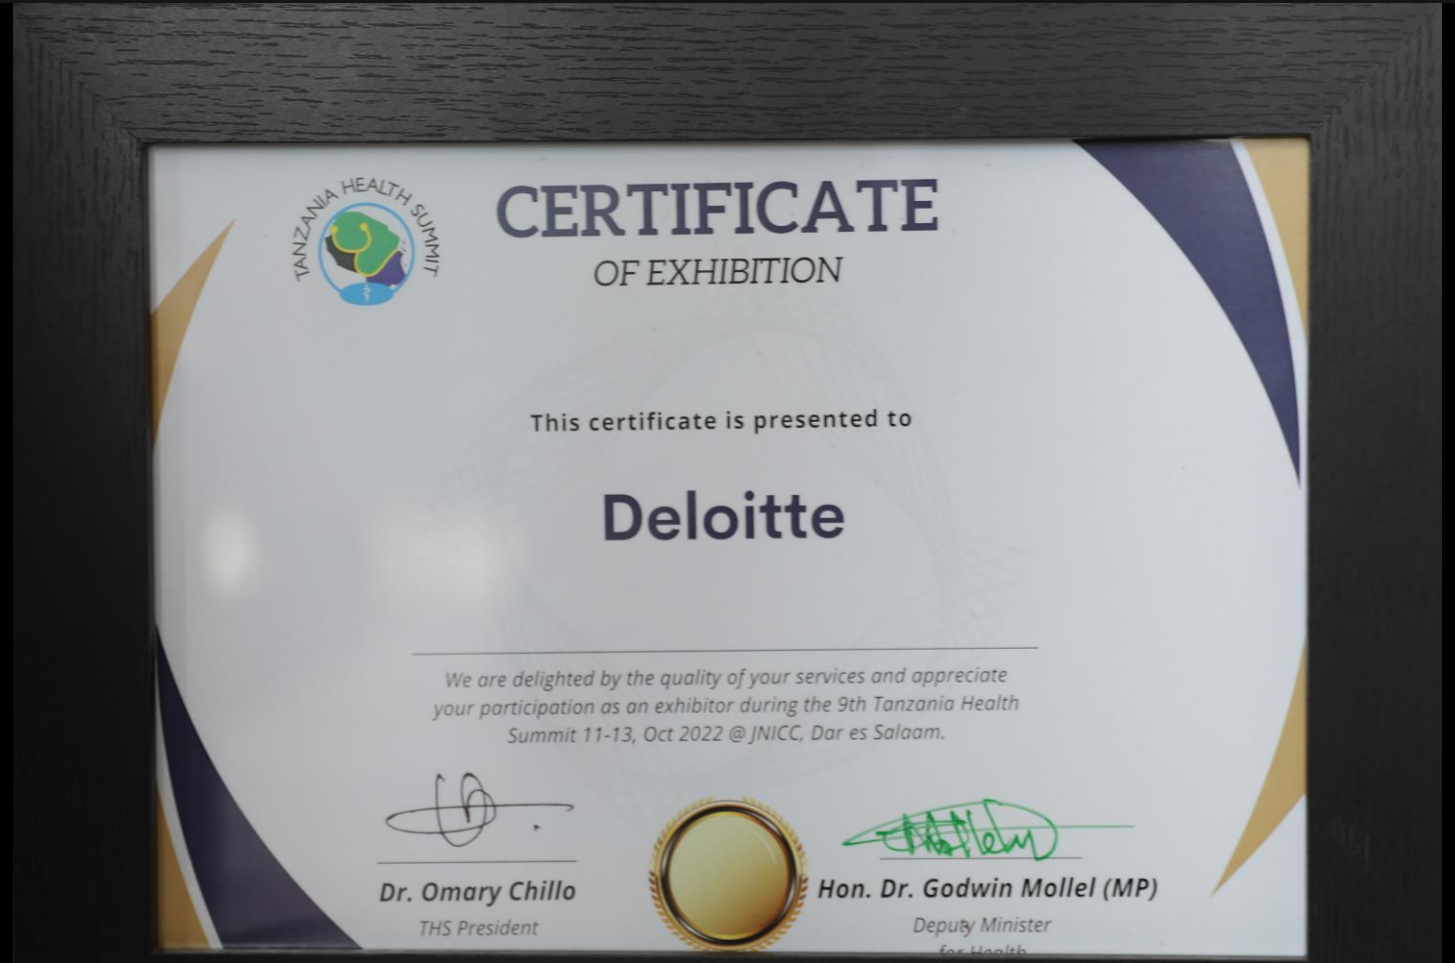 TANZANIA HEALTH SUMMIT
CERTIFICATE
OF EXHIBITION
This certificate is presented to
Deloitte
We are delighted by the quality of your services and appreciate
your participation as an exhibitor during the 9th Tanzania Health
Summit 11-13, Oct 2022 @ JNICC, Dar es Salaam.
Dr. Omary Chillo
THS President
Hon. Dr. Godwin Mollel (MP)
Deputy Minister
for Health